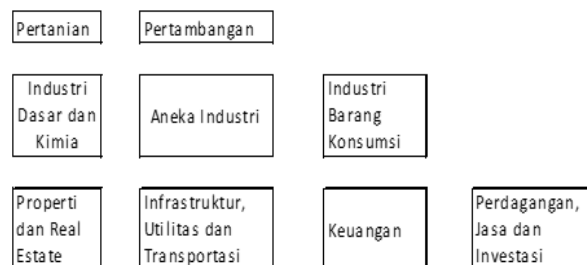 Pertanian
Pertambangan
Industri
Dasar dan
Kimia
Aneka Industri
Industri
Barang
Konsumsi
Properti
dan Real
Estate
Infrastruktur,
Utilitas dan
Transportasi
Keuangan
Perdagangan,
Jasa dan
Investasi